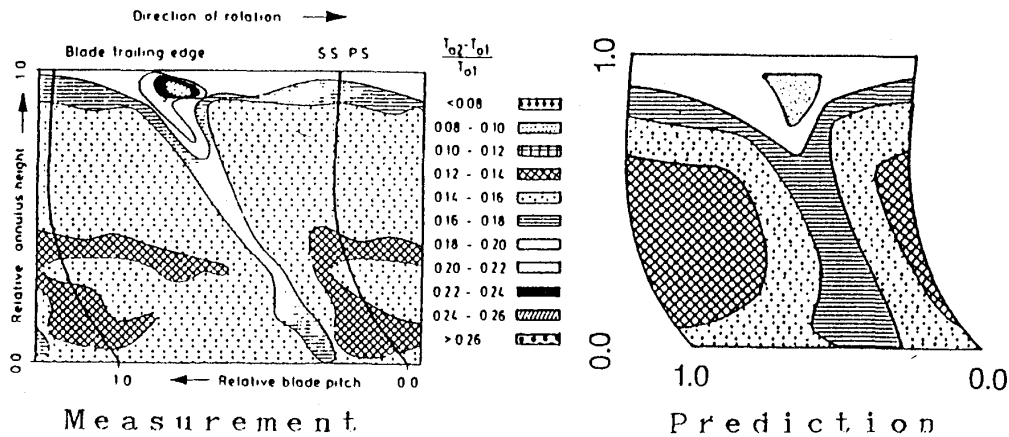 Direction of rotation
Blade trailing edge
SS PS
1.0
Relative annulus height
0.0
1.0
Relative blade pitch
0.0
To2-To1
To1
<0.08
0.08 - 0.10
0.10 - 0.12
0.12 - 0.14
0.14 - 0.16
0.16 - 0.18
0.18 - 0.20
0.20 - 0.22
0.22 - 0.24
0.24 - 0.26
>0.26
Measurement
1.0
0.0
1.0
0.0
Prediction